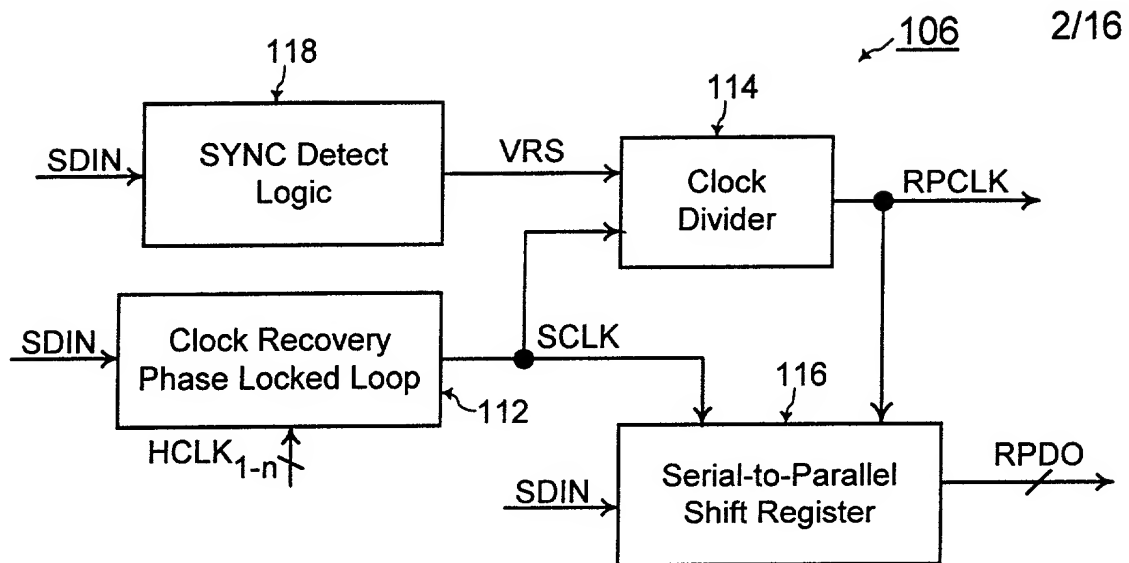 106
2/16
118
SDIN
SYNC Detect
Logic
VRS
114
Clock
Divider
RPCLK
SDIN
Clock Recovery
Phase Locked Loop
112
HCLK1-n
SCLK
116
SDIN
Serial-to-Parallel
Shift Register
RPDO